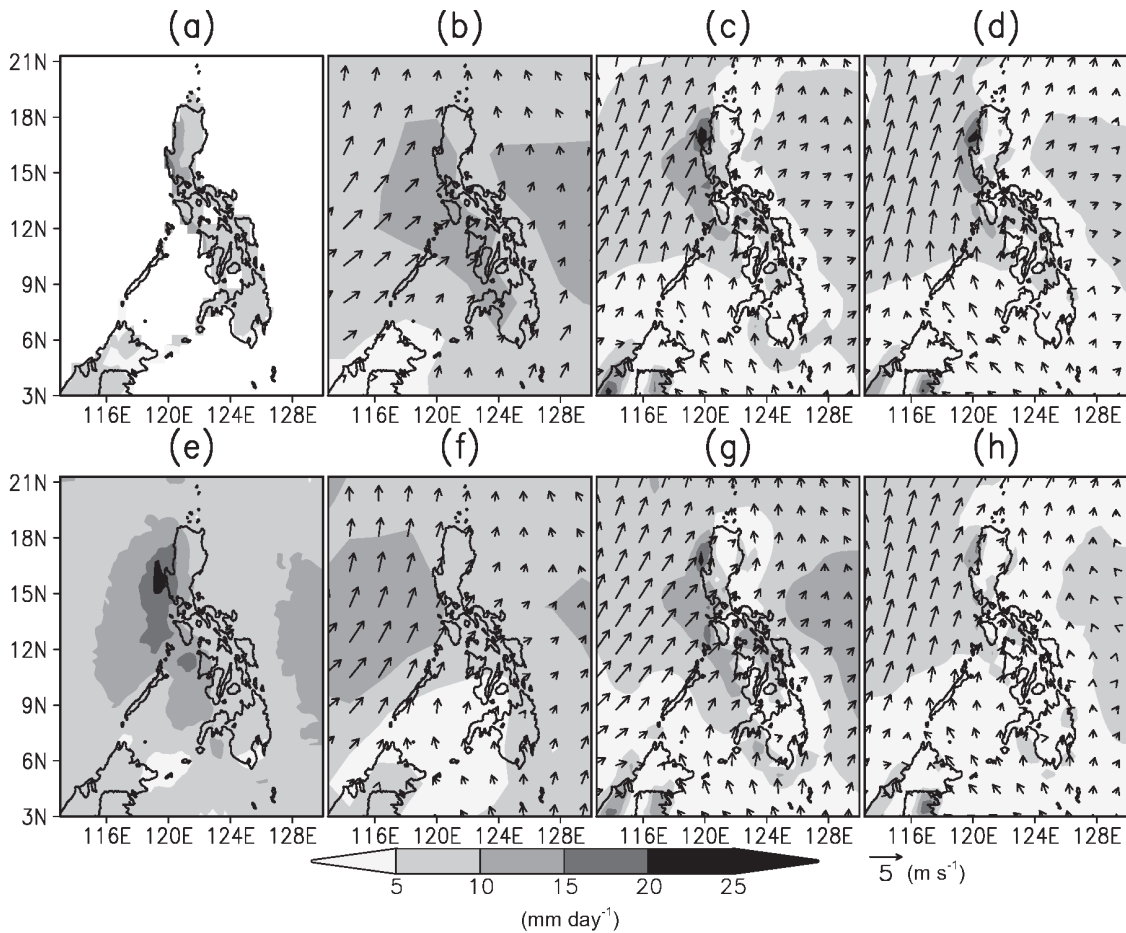 (a) (b) (c) (d)
21N
18N
15N
12N
9N
6N
3N
116E 120E 124E 128E 116E 120E 124E 128E 116E 120E 124E 128E 116E 120E 124E 128E
(e) (f) (g) (h)
21N
18N
15N
12N
9N
6N
3N
116E 120E 124E 128E 116E 120E 124E 128E 116E 120E 124E 128E 116E 120E 124E 128E
5 10 15 20 25 5 (m s⁻¹)
(mm day⁻¹)